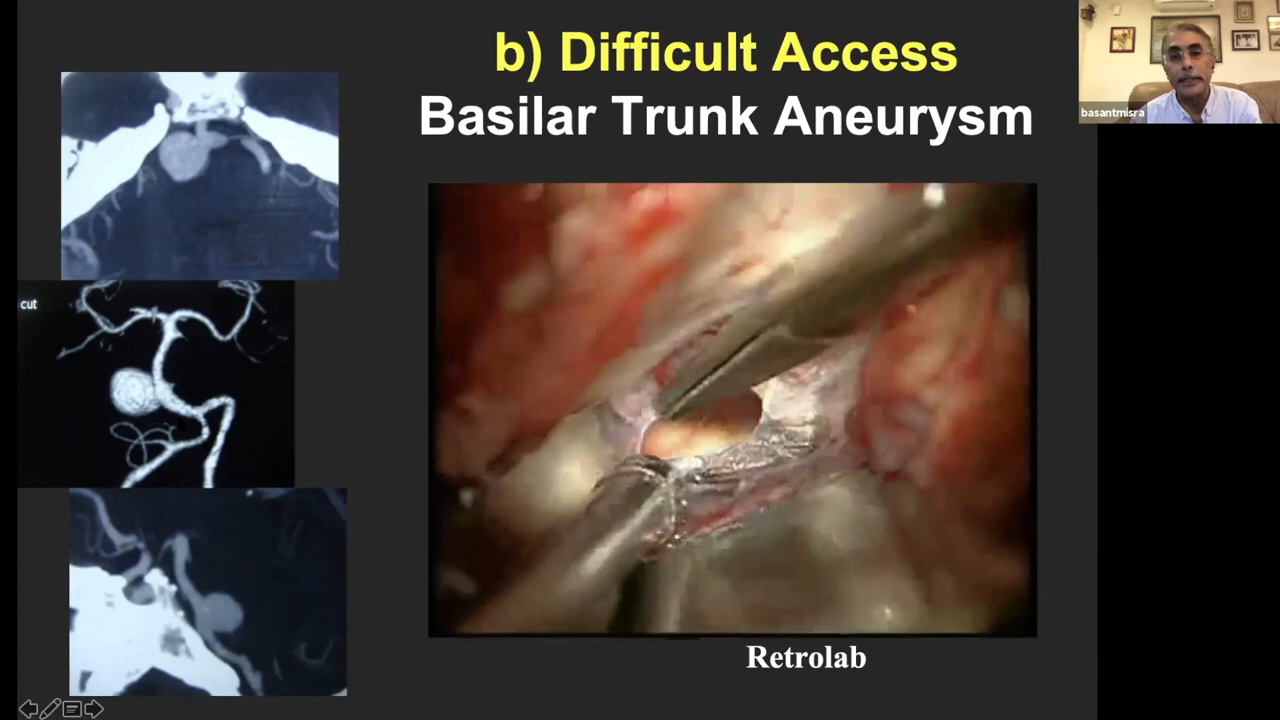 b) Difficult Access
Basilar Trunk Aneurysm
basantmisra
cut
Retrolab